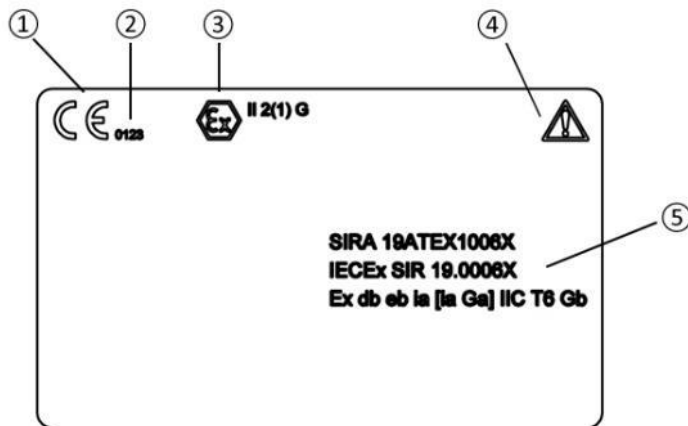 ① ② ③ ④
CE 0123 Ex II 2(1) G
⑤
SIRA 19ATEX1006X
IECEx SIR 19.0006X
Ex db eb ia [ia Ga] IIC T6 Gb